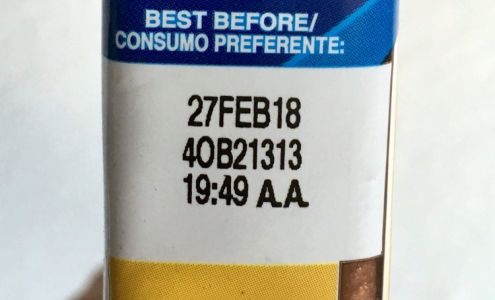 BEST BEFORE/
CONSUMO PREFERENTE:
27FEB18
40B21313
19:49 A.A.